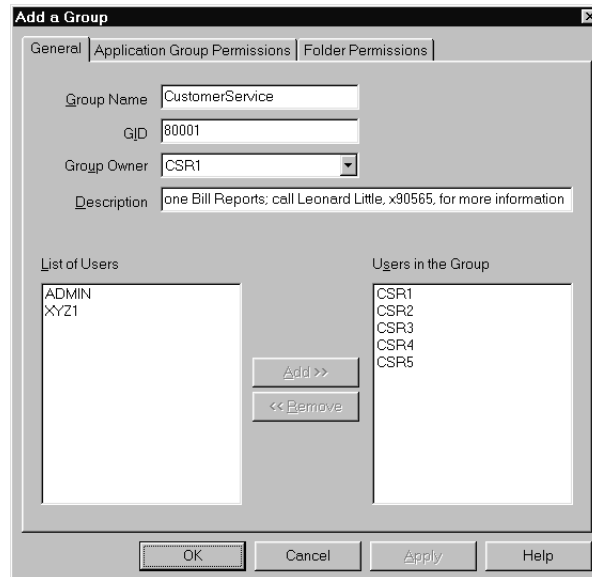 Add a Group
General
Application Group Permissions
Folder Permissions
Group Name
CustomerService
GID
80001
Group Owner
CSR1
Description
one Bill Reports; call Leonard Little, x90565, for more information
List of Users
Users in the Group
ADMIN
XYZ1
CSR1
CSR2
CSR3
CSR4
CSR5
Add >>
<< Remove
OK
Cancel
Apply
Help